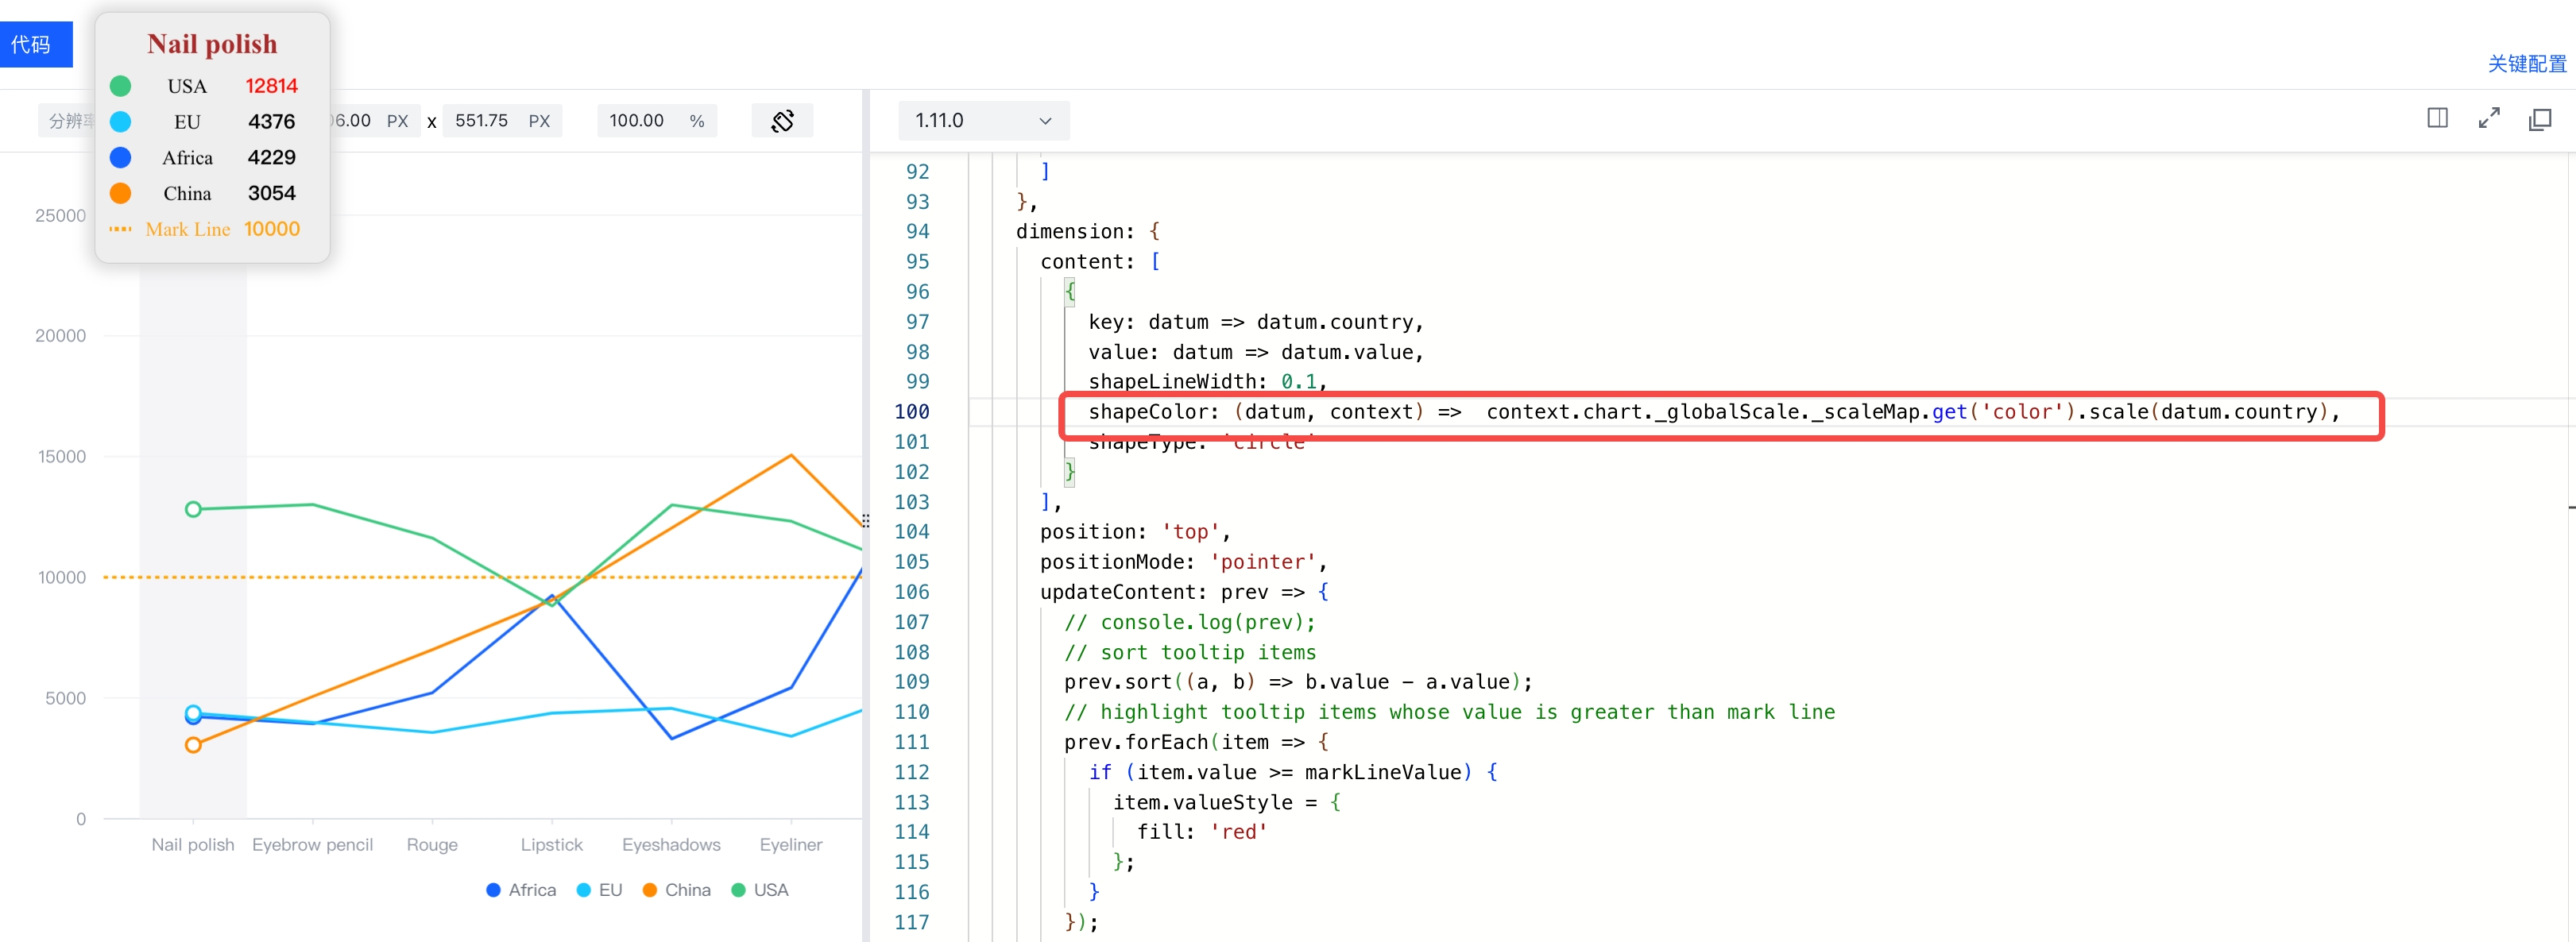 代码
Nail polish
USA 12814
EU 4376
Africa 4229
China 3054
Mark Line 10000
关键配置
PX x 551.75 PX 100.00 %
1.11.0
25000
20000
15000
10000
5000
0
Nail polish Eyebrow pencil Rouge Lipstick Eyeshadows Eyeliner
Africa EU China USA
92 ]
93 },
94 dimension: {
95 content: [
96 {
97 key: datum => datum.country,
98 value: datum => datum.value,
99 shapeLineWidth: 0.1,
100 shapeColor: (datum, context) =>  context.chart._globalScale._scaleMap.get('color').scale(datum.country),
101 shapeType: 'circle'
102 }
103 ],
104 position: 'top',
105 positionMode: 'pointer',
106 updateContent: prev => {
107 // console.log(prev);
108 // sort tooltip items
109 prev.sort((a, b) => b.value - a.value);
110 // highlight tooltip items whose value is greater than mark line
111 prev.forEach(item => {
112 if (item.value >= markLineValue) {
113 item.valueStyle = {
114 fill: 'red'
115 };
116 }
117 });